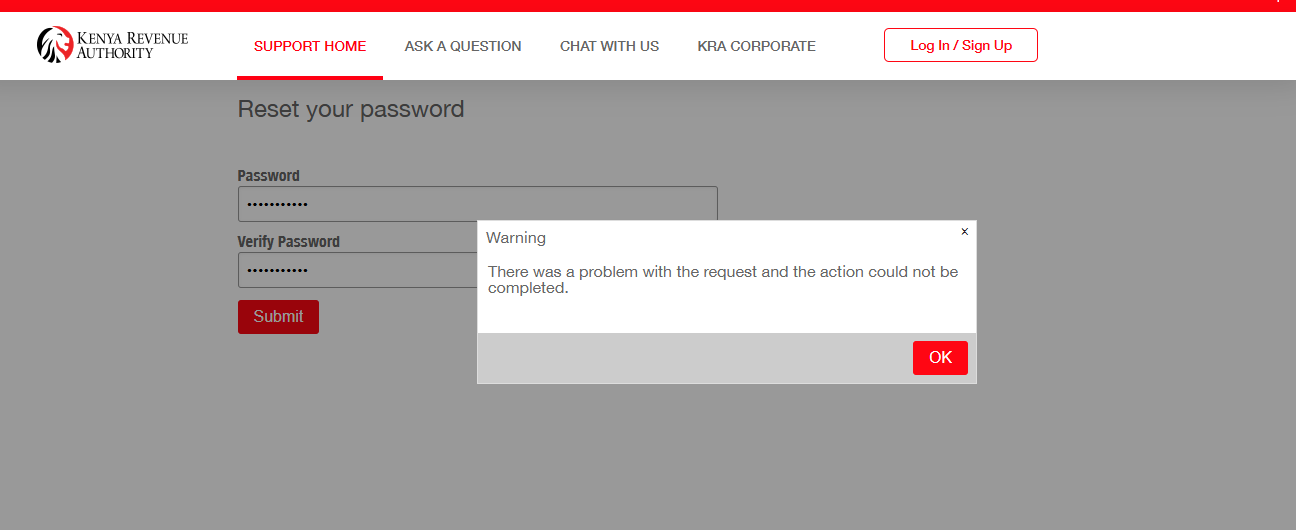 KENYA REVENUE
AUTHORITY
SUPPORT HOME
ASK A QUESTION
CHAT WITH US
KRA CORPORATE
Log In / Sign Up
Reset your password
Password
•••••••••••
Verify Password
•••••••••••
Submit
Warning
x
There was a problem with the request and the action could not be
completed.
OK